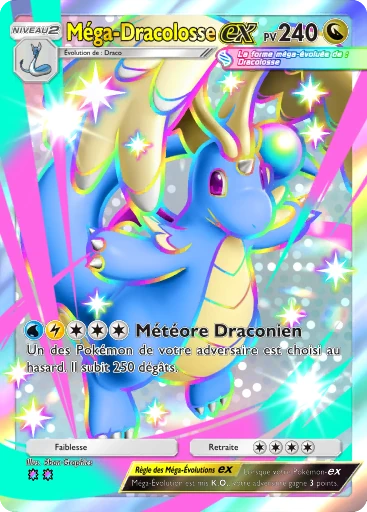 NIVEAU2
Méga-Dracolosse ex PV 240
Évolution de : Draco
La forme méga-évoluée de :
Dracolosse
Météore Draconien
Un des Pokémon de votre adversaire est choisi au
hasard. Il subit 250 dégâts.
Faiblesse
Retraite
Illus. 5ban Graphics
Règle des Méga-Évolutions ex
Lorsque votre Pokémon-ex
Méga-Évolution est mis K.O., votre adversaire gagne 3 points.